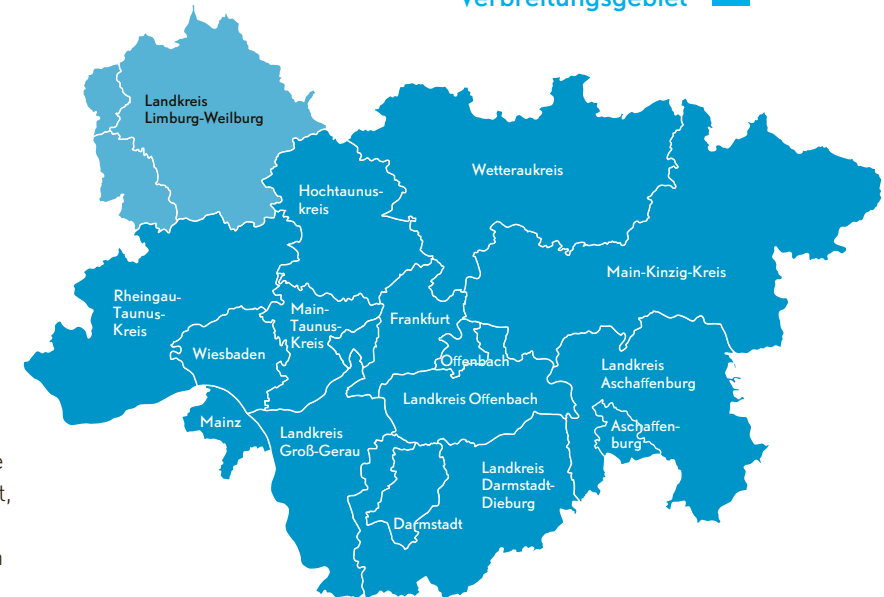 Verbreitungsgebiet
Landkreis
Limburg-Weilburg
Wetteraukreis
Hochtaunus-
kreis
Main-Kinzig-Kreis
Rheingau-
Taunus-
Kreis
Main-
Taunus-
Kreis
Frankfurt
Wiesbaden
Offenbach
Landkreis
Aschaffenburg
Landkreis Offenbach
Mainz
Landkreis
Groß-Gerau
Aschaffen-
burg
Landkreis
Darmstadt-
Dieburg
Darmstadt